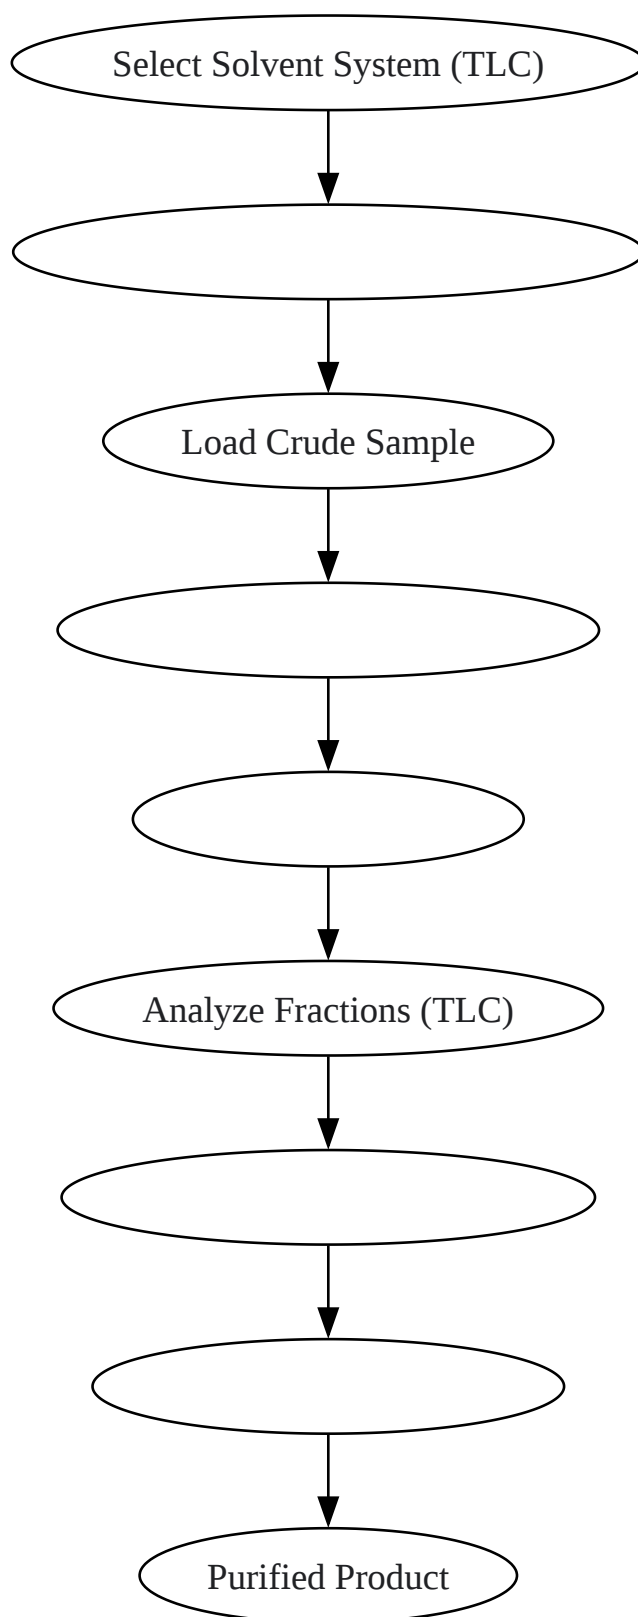 Select Solvent System (TLC)
Load Crude Sample
Analyze Fractions (TLC)
Purified Product